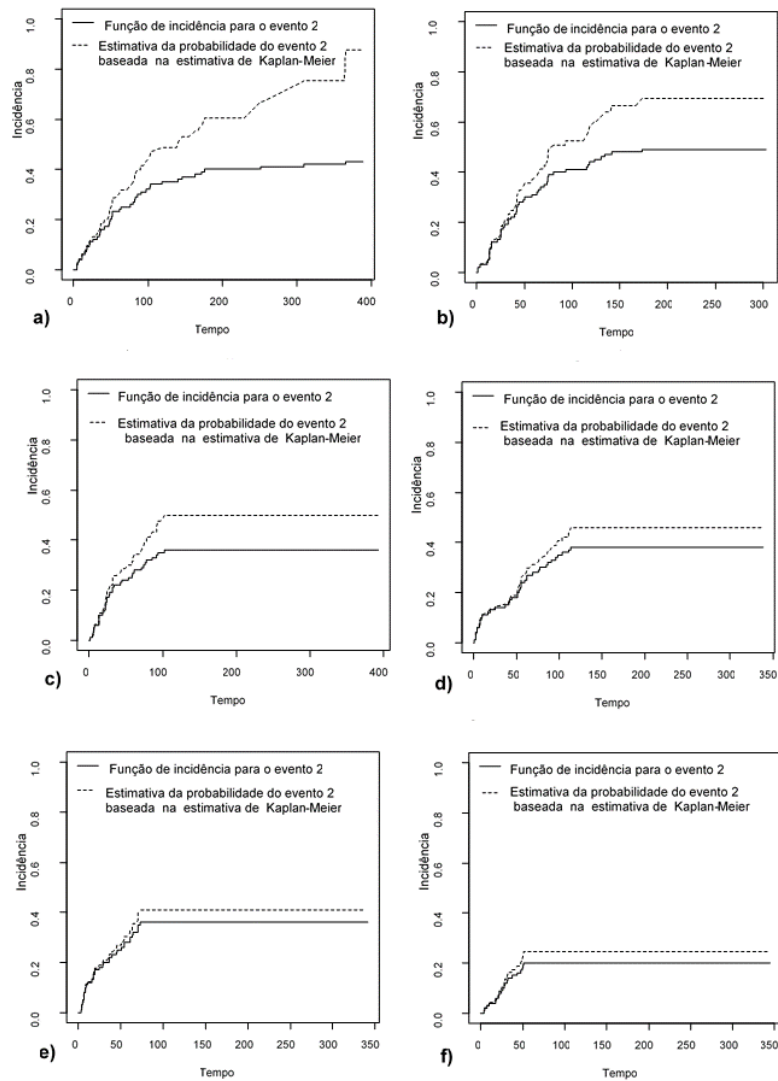 Função de incidência para o evento 2
Estimativa da probabilidade do evento 2
baseada na estimativa de Kaplan-Meier
Incidência
0.0 0.2 0.4 0.6 0.8 1.0
0 100 200 300 400
Tempo
a)
Função de incidência para o evento 2
Estimativa da probabilidade do evento 2
baseada na estimativa de Kaplan-Meier
Incidência
0.0 0.2 0.4 0.6 0.8 1.0
0 50 100 150 200 250 300
Tempo
b)
Função de incidência para o evento 2
Estimativa da probabilidade do evento 2
baseada na estimativa de Kaplan-Meier
Incidência
0.0 0.2 0.4 0.6 0.8 1.0
0 100 200 300 400
Tempo
c)
Função de incidência para o evento 2
Estimativa da probabilidade do evento 2
baseada na estimativa de Kaplan-Meier
Incidência
0.0 0.2 0.4 0.6 0.8 1.0
0 50 100 150 200 250 300 350
Tempo
d)
Função de incidência para o evento 2
Estimativa da probabilidade do evento 2
baseada na estimativa de Kaplan-Meier
Incidência
0.0 0.2 0.4 0.6 0.8 1.0
0 50 100 150 200 250 300 350
Tempo
e)
Função de incidência para o evento 2
Estimativa da probabilidade do evento 2
baseada na estimativa de Kaplan-Meier
Incidência
0.0 0.2 0.4 0.6 0.8 1.0
0 50 100 150 200 250 300 350
Tempo
f)